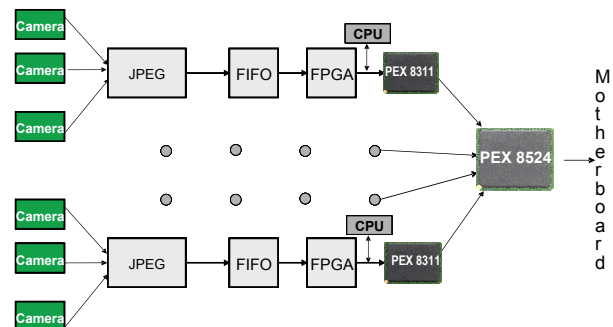 Camera
Camera
Camera
JPEG
FIFO
FPGA
CPU
PEX 8311
PEX 8524
Motherboard
Camera
Camera
Camera
JPEG
FIFO
FPGA
CPU
PEX 8311